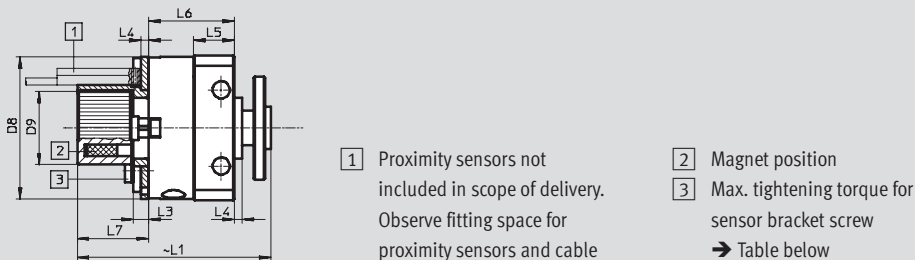 L6
L4
L5
1
D8
D9
2
3
L3
L4
L7
~L1
1 Proximity sensors not
included in scope of delivery.
Observe fitting space for
proximity sensors and cable
2 Magnet position
3 Max. tightening torque for
sensor bracket screw
➔ Table below